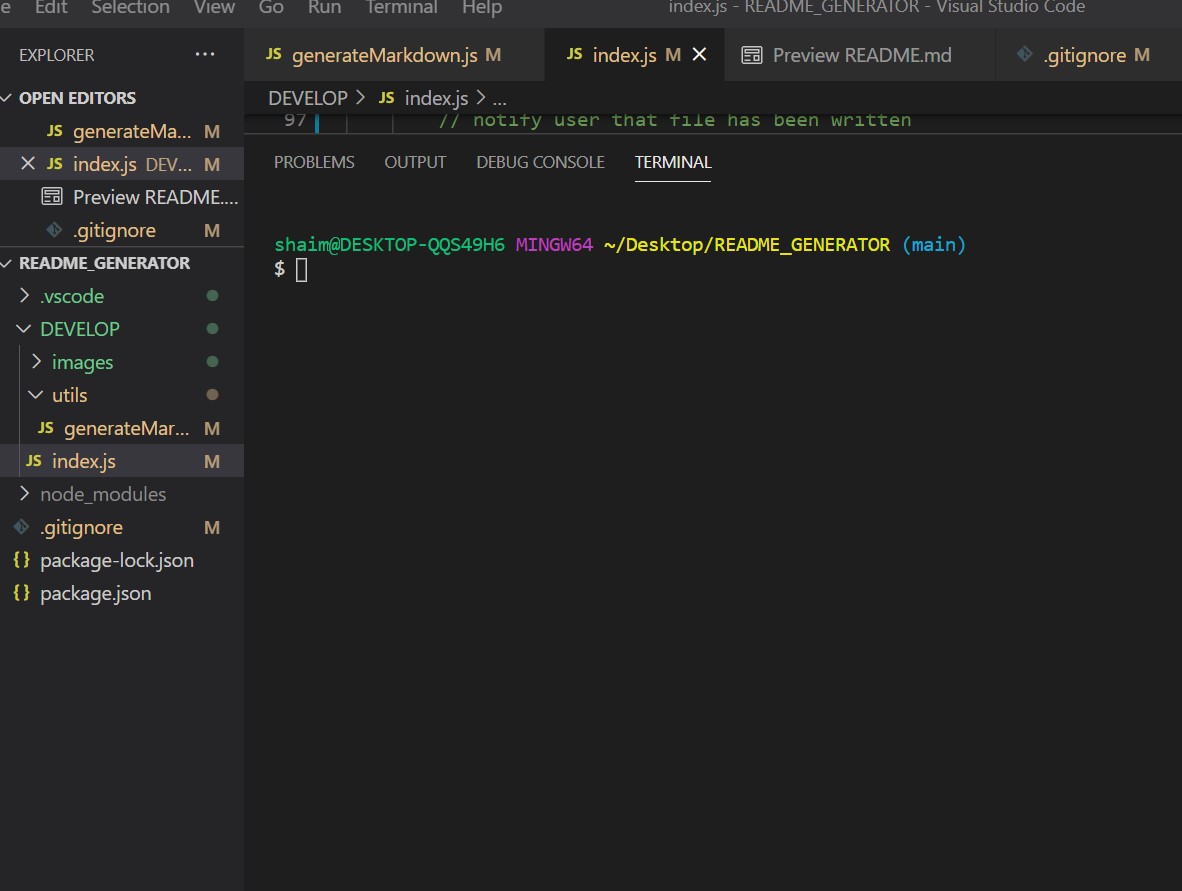 e Edit Selection View Go Run Terminal Help index.js - README_GENERATOR - Visual Studio Code
EXPLORER ···
JS generateMarkdown.js M JS index.js M Preview README.md .gitignore M
OPEN EDITORS
JS generateMa... M
JS index.js DEV... M
Preview README....
.gitignore M
README_GENERATOR
.vscode
DEVELOP
images
utils
JS generateMar... M
JS index.js M
node_modules
.gitignore M
{} package-lock.json
{} package.json
DEVELOP > JS index.js > ...
97 // notify user that file has been written
PROBLEMS OUTPUT DEBUG CONSOLE TERMINAL
shaim@DESKTOP-QQS49H6 MINGW64 ~/Desktop/README_GENERATOR (main)
$